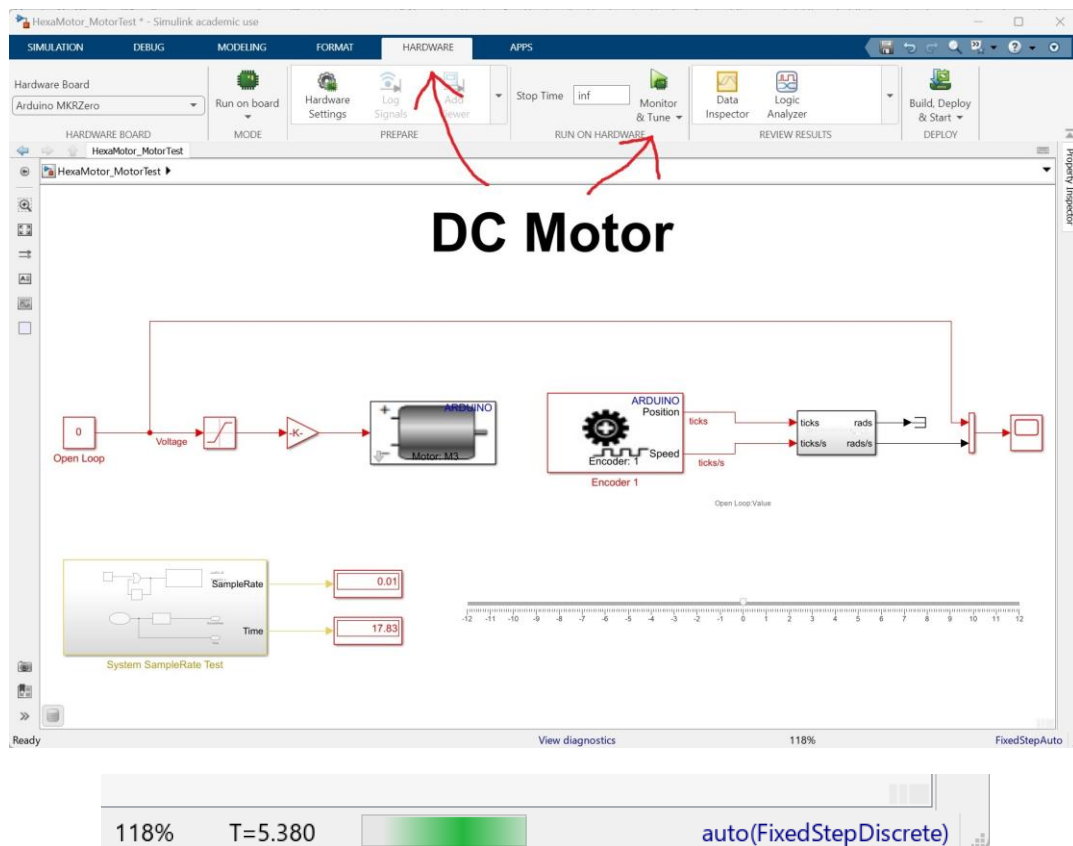 HexaMotor_MotorTest * - Simulink academic use
SIMULATION DEBUG MODELING FORMAT HARDWARE APPS
Hardware Board
Arduino MKRZero
Run on board
Hardware Settings
Log Signals
Add Viewer
Stop Time inf
Monitor & Tune
Data Inspector
Logic Analyzer
Build, Deploy & Start
HARDWARE BOARD MODE PREPARE RUN ON HARDWARE REVIEW RESULTS DEPLOY
HexaMotor_MotorTest
HexaMotor_MotorTest
Property Inspector
DC Motor
0
Open Loop
Voltage
-K-
ARDUINO
Motor: M3
ARDUINO
Position
Speed
Encoder: 1
Encoder 1
ticks
ticks/s
ticks rads
ticks/s rads/s
Open Loop:Value
SampleRate
0.01
Time
17.83
System SampleRate Test
-12 -11 -10 -9 -8 -7 -6 -5 -4 -3 -2 -1 0 1 2 3 4 5 6 7 8 9 10 11 12
Ready View diagnostics 118% FixedStepAuto
118% T=5.380 auto(FixedStepDiscrete)